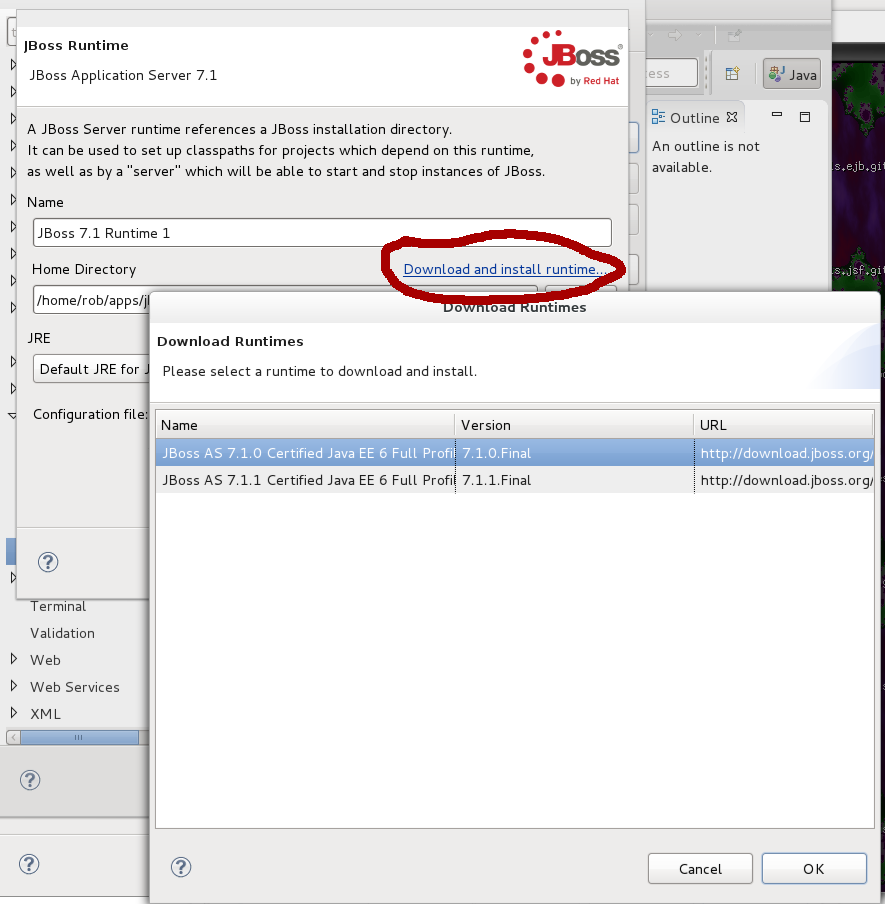 JBoss Runtime
JBoss Application Server 7.1
JBoss
by Red Hat
Java
Outline
An outline is not
available.
A JBoss Server runtime references a JBoss installation directory.
It can be used to set up classpaths for projects which depend on this runtime,
as well as by a "server" which will be able to start and stop instances of JBoss.
Name
JBoss 7.1 Runtime 1
Home Directory
Download and install runtime...
/home/rob/apps/
JRE
Default JRE for
Configuration file:
Download Runtimes
Download Runtimes
Please select a runtime to download and install.
Name Version URL
JBoss AS 7.1.0 Certified Java EE 6 Full Profi 7.1.0.Final http://download.jboss.org/
JBoss AS 7.1.1 Certified Java EE 6 Full Profi 7.1.1.Final http://download.jboss.org/
Terminal
Validation
Web
Web Services
XML
Cancel OK